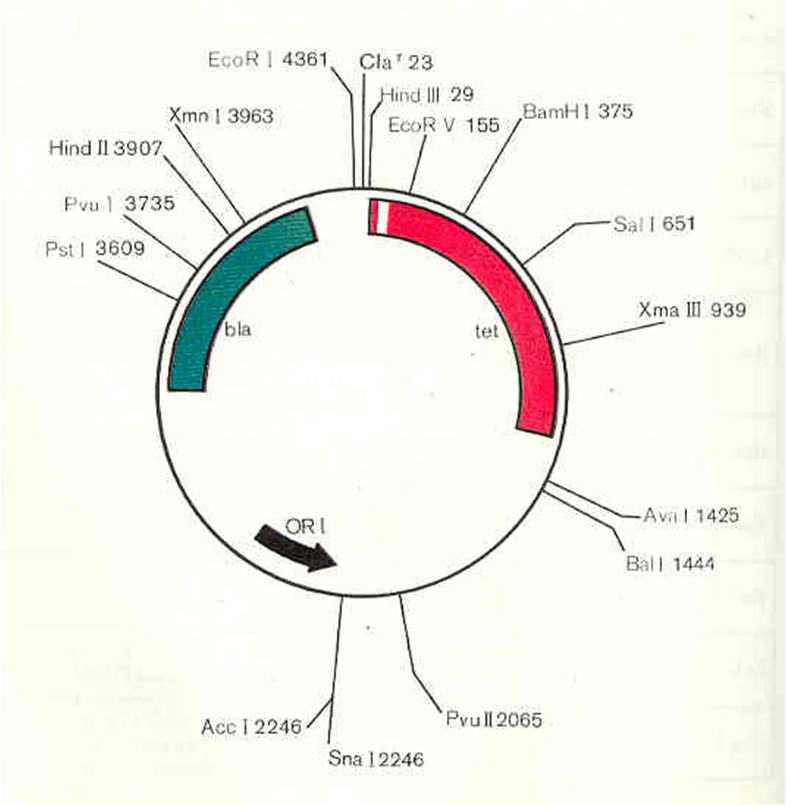 EcoR I 4361
Cla I 23
Hind III 29
EcoR V 155
BamH I 375
Xmn I 3963
Hind II 3907
Pvu I 3735
Pst I 3609
Sal I 651
Xma III 939
bla
tet
Ava I 1425
Bal I 1444
ORI
Acc I 2246
Sna I 2246
Pvu II 2065